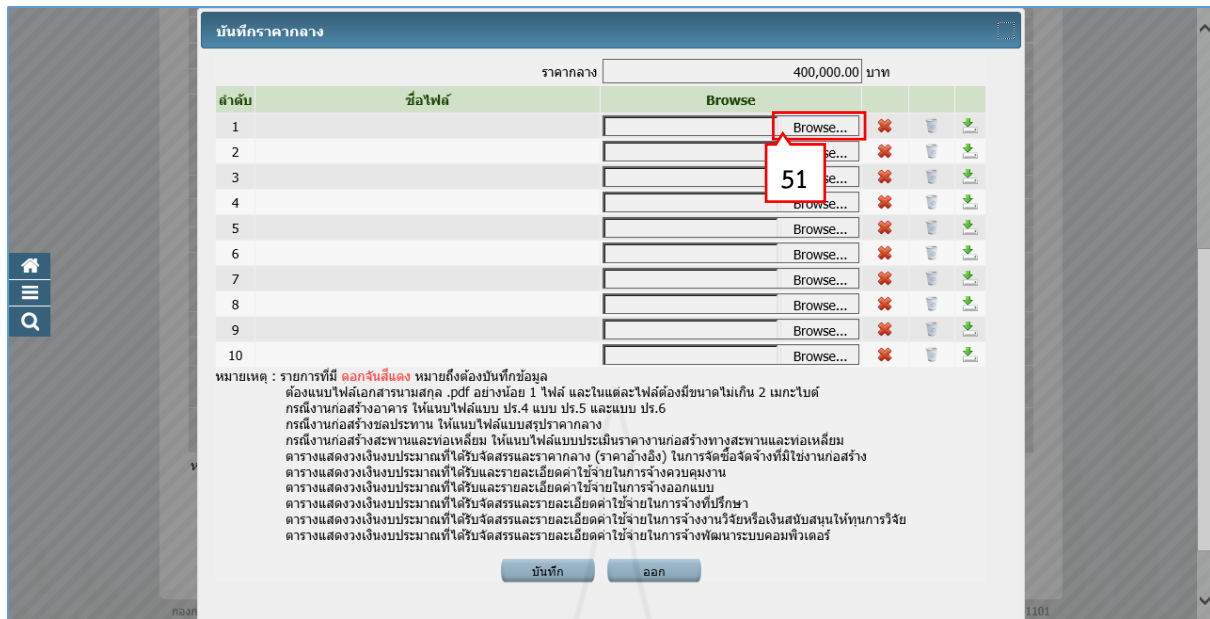 บันทึกราคากลาง
ราคากลาง 400,000.00 บาท
ลำดับ ชื่อไฟล์ Browse
1 Browse...
2 se...
3 se...
4 Browse...
5 Browse...
6 Browse...
7 Browse...
8 Browse...
9 Browse...
10 Browse...
51
หมายเหตุ : รายการที่มี ดอกจันสีแดง หมายถึงต้องบันทึกข้อมูล
ต้องแนบไฟล์เอกสารนามสกุล .pdf อย่างน้อย 1 ไฟล์ และในแต่ละไฟล์ต้องมีขนาดไม่เกิน 2 เมกะไบต์
กรณีงานก่อสร้างอาคาร ให้แนบไฟล์แบบ ปร.4 แบบ ปร.5 และแบบ ปร.6
กรณีงานก่อสร้างชลประทาน ให้แนบไฟล์แบบสรุปราคากลาง
กรณีงานก่อสร้างสะพานและท่อเหลี่ยม ให้แนบไฟล์แบบประเมินราคางานก่อสร้างทางสะพานและท่อเหลี่ยม
ตารางแสดงวงเงินงบประมาณที่ได้รับจัดสรรและราคากลาง (ราคาอ้างอิง) ในการจัดซื้อจัดจ้างที่มิใช่งานก่อสร้าง
ตารางแสดงวงเงินงบประมาณที่ได้รับและรายละเอียดค่าใช้จ่ายในการจ้างควบคุมงาน
ตารางแสดงวงเงินงบประมาณที่ได้รับและรายละเอียดค่าใช้จ่ายในการจ้างออกแบบ
ตารางแสดงวงเงินงบประมาณที่ได้รับจัดสรรและรายละเอียดค่าใช้จ่ายในการจ้างที่ปรึกษา
ตารางแสดงวงเงินงบประมาณที่ได้รับจัดสรรและรายละเอียดค่าใช้จ่ายในการจ้างงานวิจัยหรือเงินสนับสนุนให้ทุนการวิจัย
ตารางแสดงวงเงินงบประมาณที่ได้รับจัดสรรและรายละเอียดค่าใช้จ่ายในการจ้างพัฒนาระบบคอมพิวเตอร์
บันทึก ออก
1101